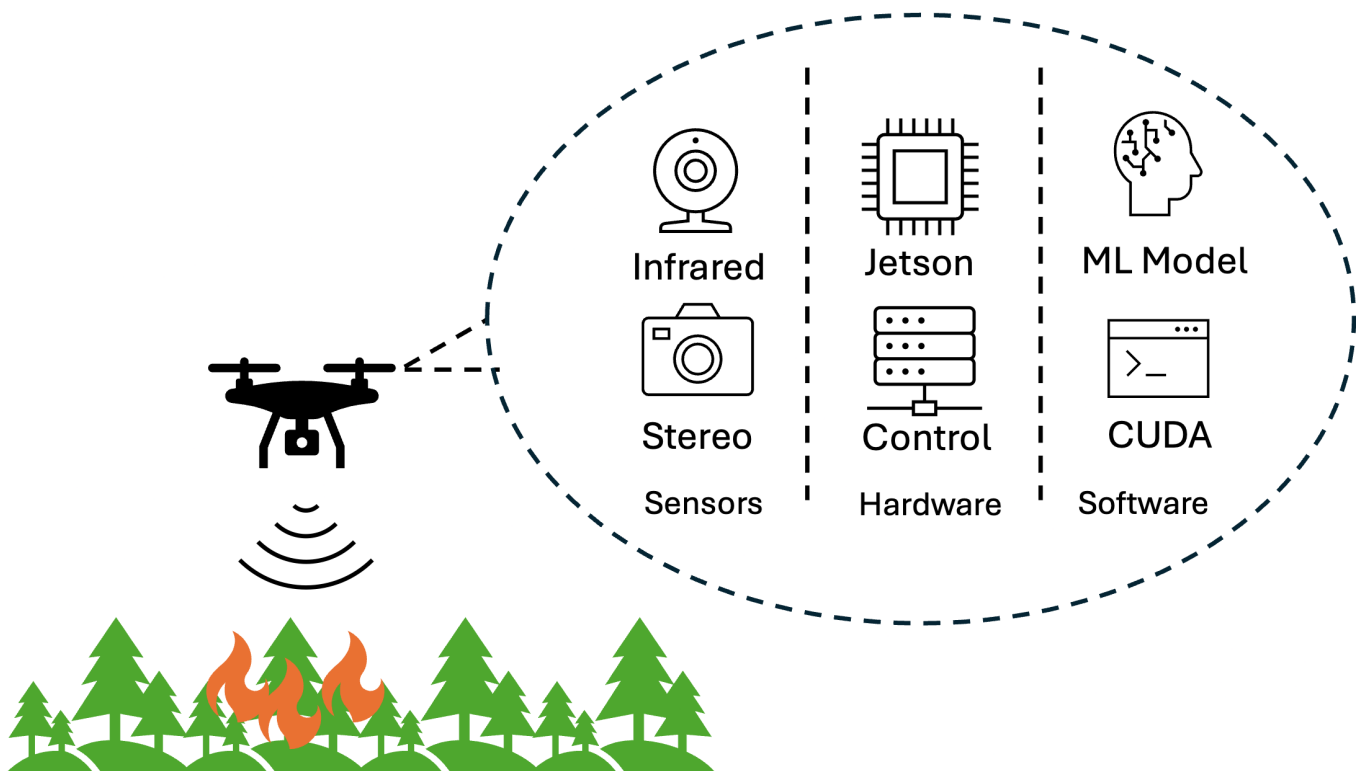 Infrared
Jetson
ML Model
Stereo
Control
CUDA
Sensors
Hardware
Software